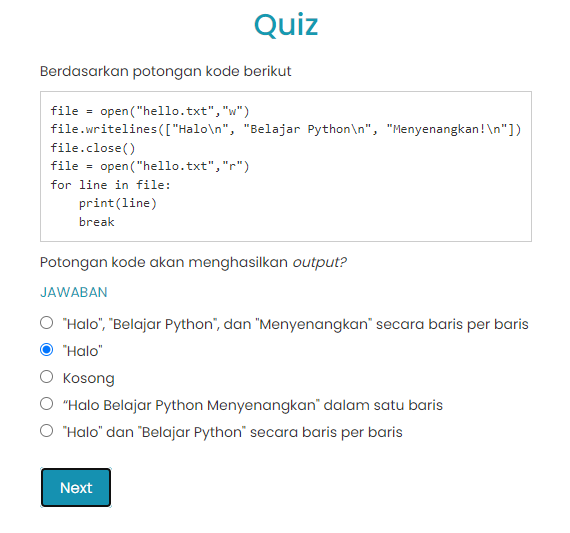 Quiz
Berdasarkan potongan kode berikut
file = open("hello.txt","w")
file.writelines(["Halo\n", "Belajar Python\n", "Menyenangkan!\n"])
file.close()
file = open("hello.txt","r")
for line in file:
    print(line)
    break
Potongan kode akan menghasilkan output?
JAWABAN
"Halo", "Belajar Python", dan "Menyenangkan" secara baris per baris
"Halo"
Kosong
“Halo Belajar Python Menyenangkan" dalam satu baris
"Halo" dan "Belajar Python" secara baris per baris
Next